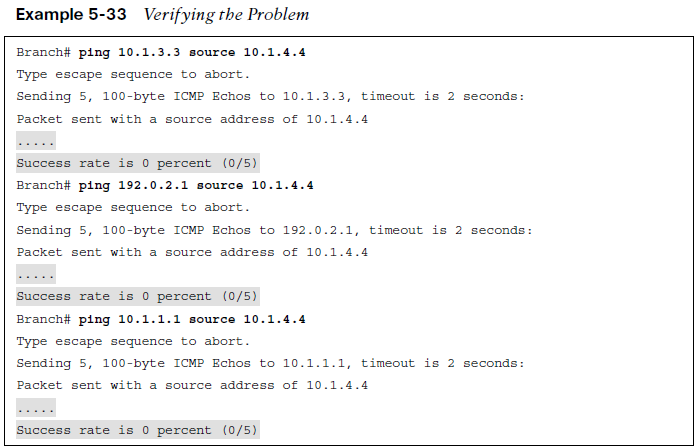 Example 5-33 Verifying the Problem
Branch# ping 10.1.3.3 source 10.1.4.4
Type escape sequence to abort.
Sending 5, 100-byte ICMP Echos to 10.1.3.3, timeout is 2 seconds:
Packet sent with a source address of 10.1.4.4
.....
Success rate is 0 percent (0/5)
Branch# ping 192.0.2.1 source 10.1.4.4
Type escape sequence to abort.
Sending 5, 100-byte ICMP Echos to 192.0.2.1, timeout is 2 seconds:
Packet sent with a source address of 10.1.4.4
.....
Success rate is 0 percent (0/5)
Branch# ping 10.1.1.1 source 10.1.4.4
Type escape sequence to abort.
Sending 5, 100-byte ICMP Echos to 10.1.1.1, timeout is 2 seconds:
Packet sent with a source address of 10.1.4.4
.....
Success rate is 0 percent (0/5)